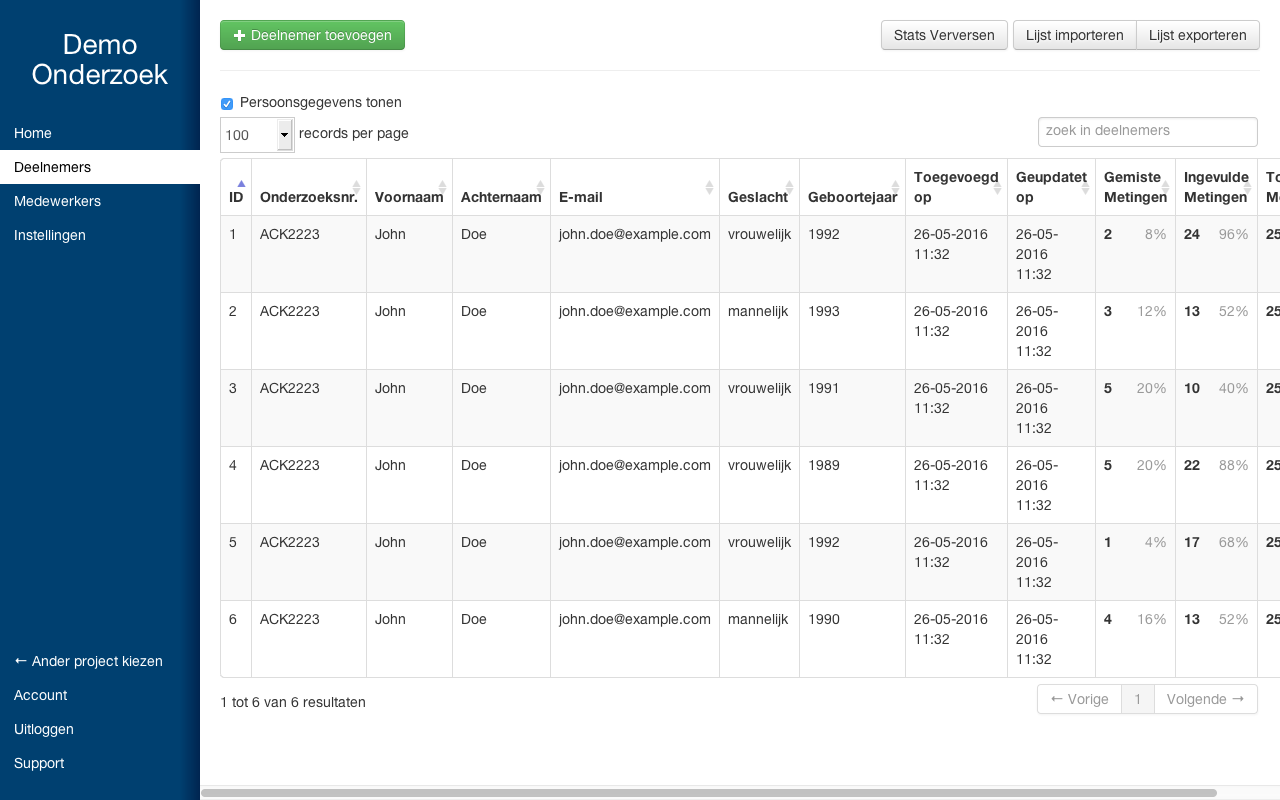 Demo
Onderzoek
Home
Deelnemers
Medewerkers
Instellingen
← Ander project kiezen
Account
Uitloggen
Support
+ Deelnemer toevoegen
Stats Verversen
Lijst importeren
Lijst exporteren
Persoonsgegevens tonen
100 records per page
zoek in deelnemers
ID Onderzoeksnr. Voornaam Achternaam E-mail Geslacht Geboortejaar Toegevoegd op Geupdatet op Gemiste Metingen Ingevulde Metingen
1 ACK2223 John Doe john.doe@example.com vrouwelijk 1992 26-05-2016 11:32 26-05-2016 11:32 2 8% 24 96% 25
2 ACK2223 John Doe john.doe@example.com mannelijk 1993 26-05-2016 11:32 26-05-2016 11:32 3 12% 13 52% 25
3 ACK2223 John Doe john.doe@example.com vrouwelijk 1991 26-05-2016 11:32 26-05-2016 11:32 5 20% 10 40% 25
4 ACK2223 John Doe john.doe@example.com vrouwelijk 1989 26-05-2016 11:32 26-05-2016 11:32 5 20% 22 88% 25
5 ACK2223 John Doe john.doe@example.com vrouwelijk 1992 26-05-2016 11:32 26-05-2016 11:32 1 4% 17 68% 25
6 ACK2223 John Doe john.doe@example.com mannelijk 1990 26-05-2016 11:32 26-05-2016 11:32 4 16% 13 52% 25
1 tot 6 van 6 resultaten
← Vorige 1 Volgende →